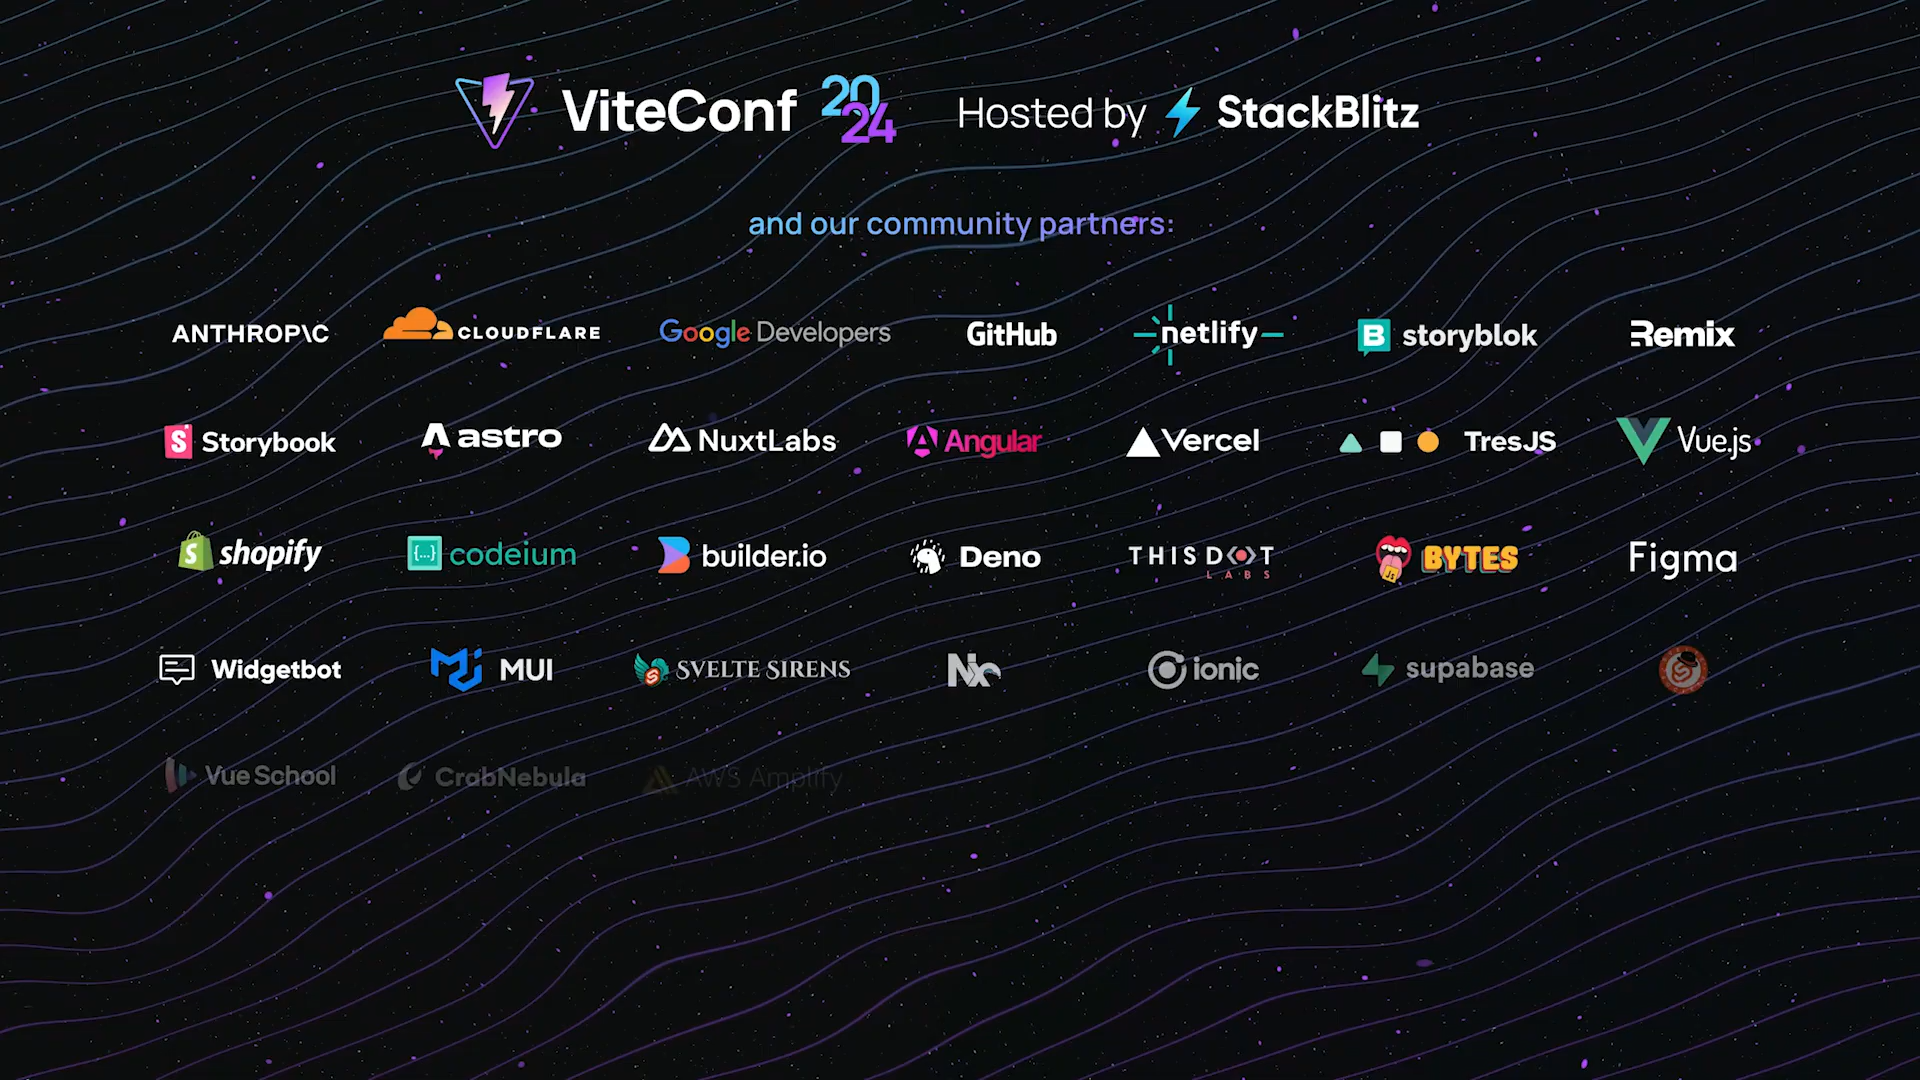 ViteConf 2024 Hosted by StackBlitz
and our community partners:
ANTHROP\C CLOUDFLARE Google Developers GitHub netlify storyblok Remix
Storybook astro NuxtLabs Angular Vercel TresJS Vue.js
shopify codeium builder.io Deno THIS DOT LABS BYTES Figma
Widgetbot MUI SVELTE SIRENS Nx ionic supabase
Vue School CrabNebula AWS Amplify